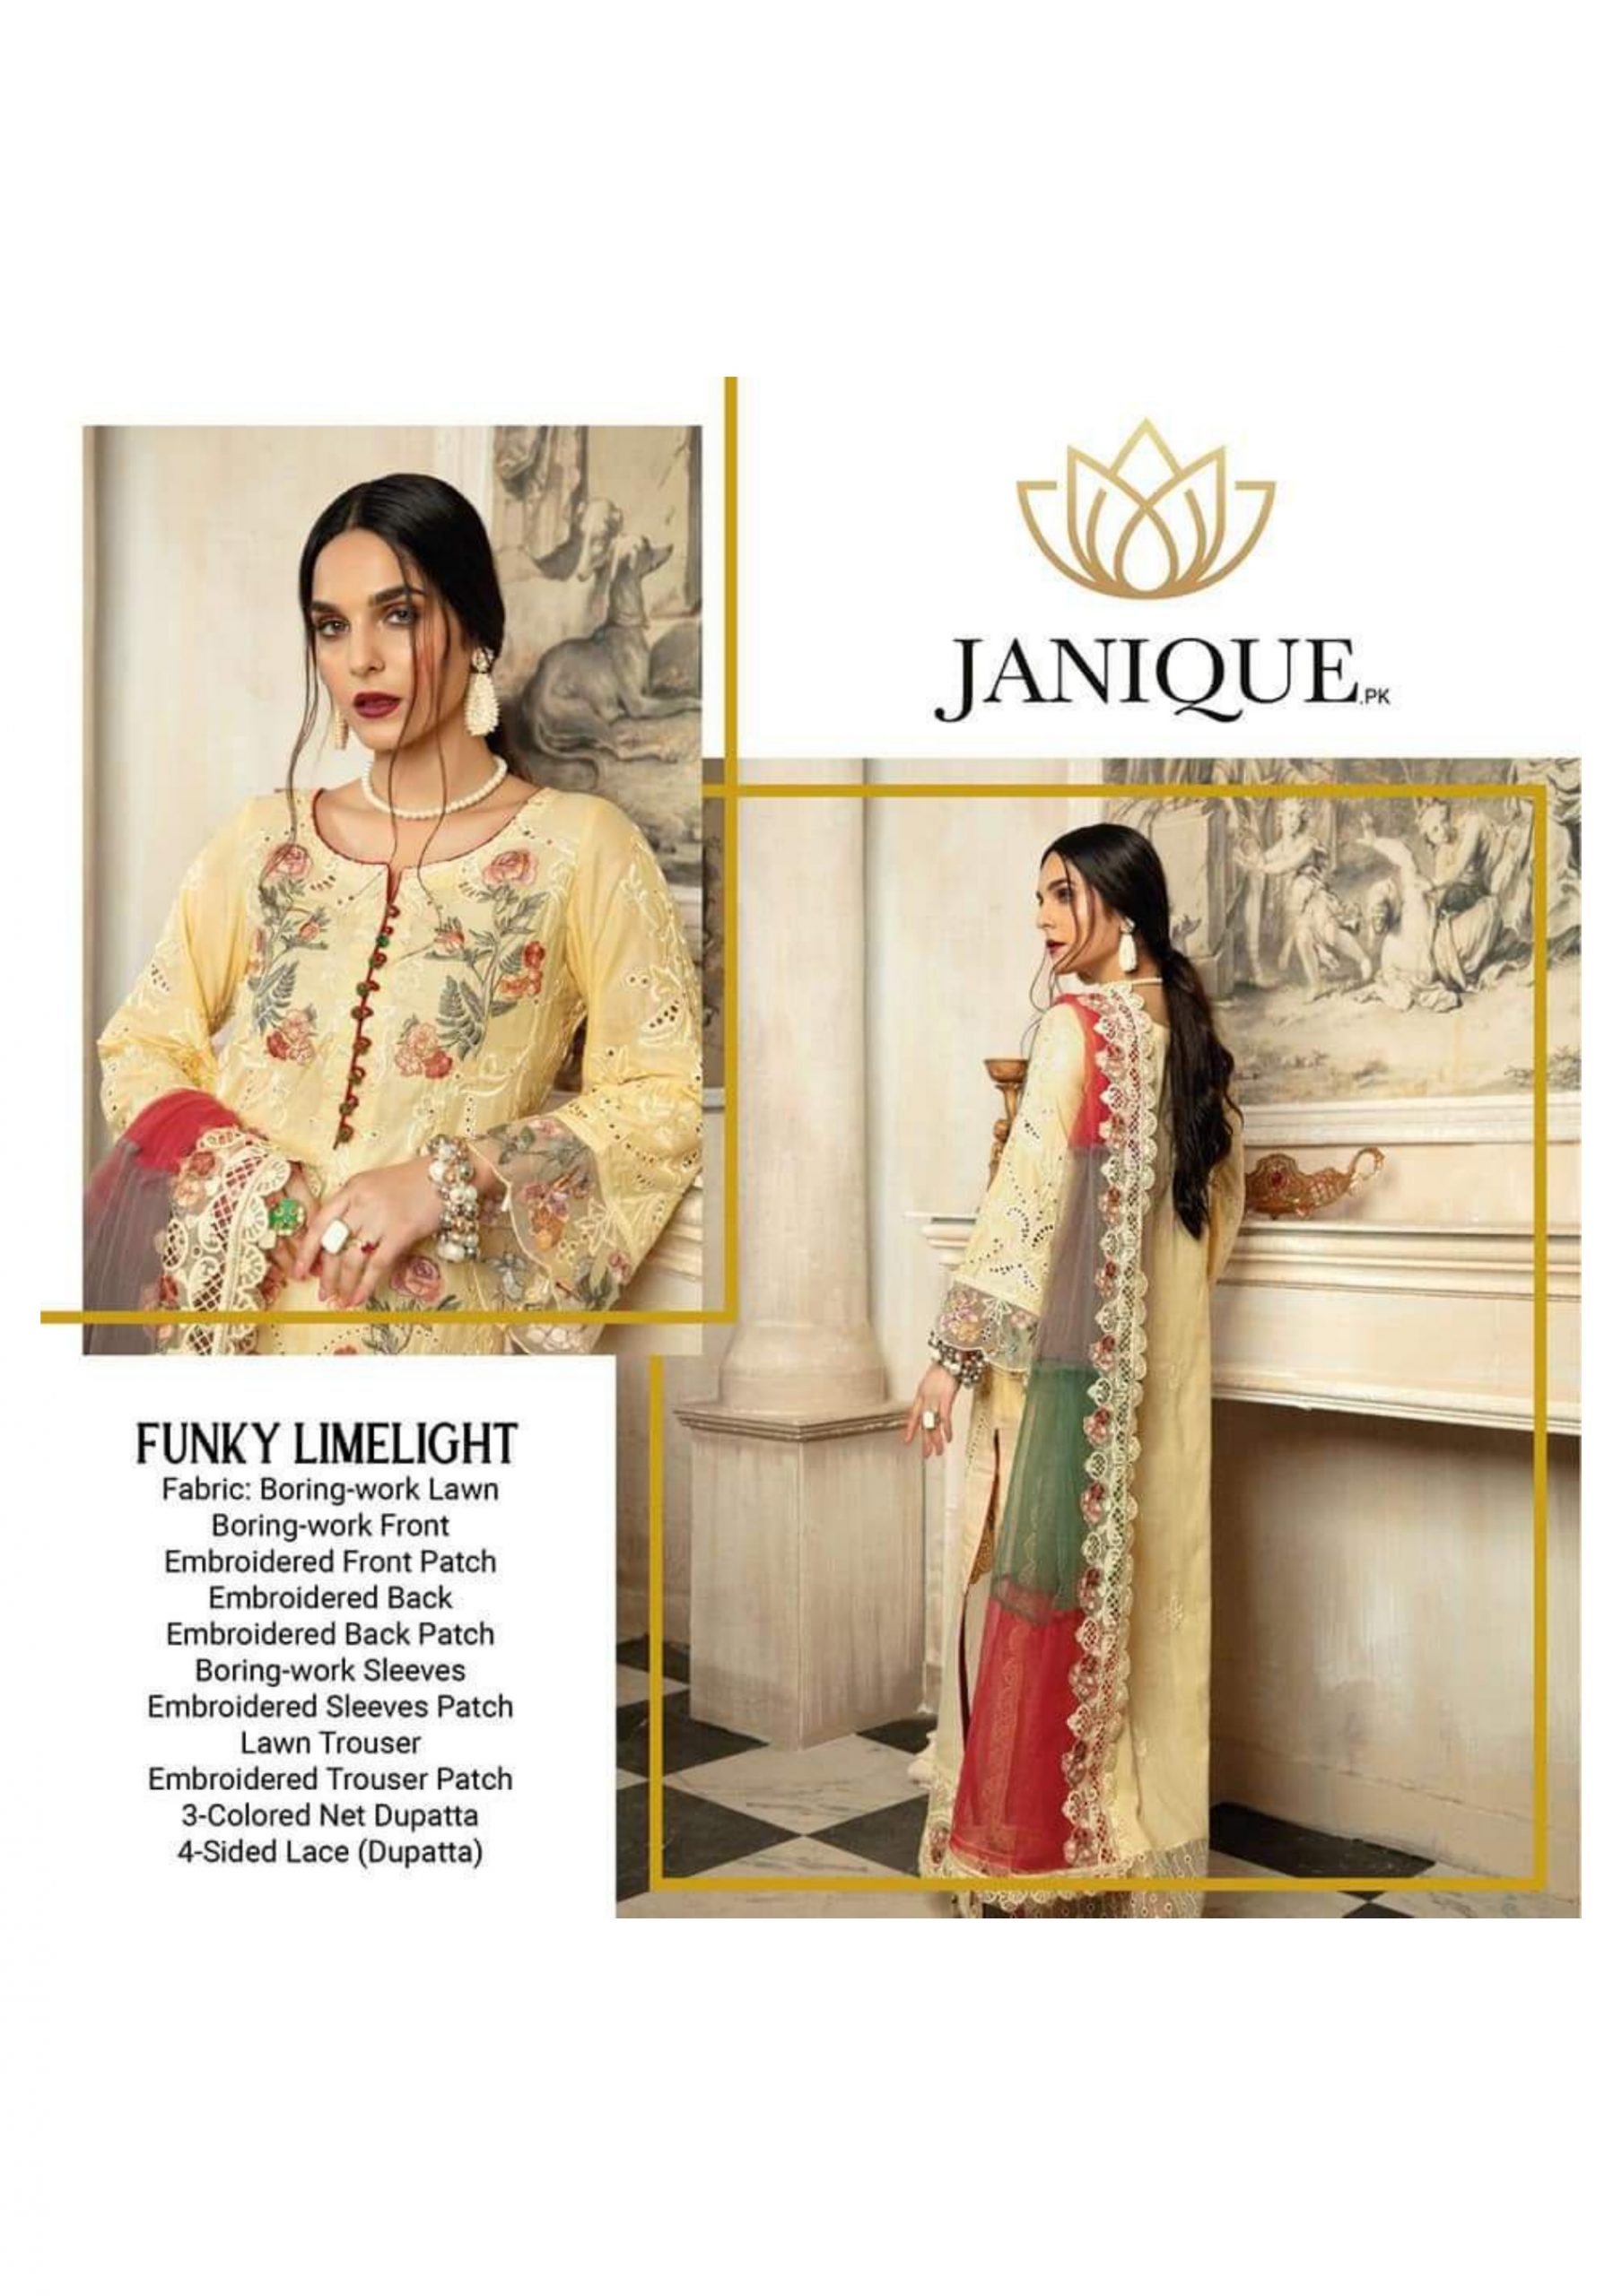 JANIQUE.PK
FUNKY LIMELIGHT
Fabric: Boring-work Lawn
Boring-work Front
Embroidered Front Patch
Embroidered Back
Embroidered Back Patch
Boring-work Sleeves
Embroidered Sleeves Patch
Lawn Trouser
Embroidered Trouser Patch
3-Colored Net Dupatta
4-Sided Lace (Dupatta)